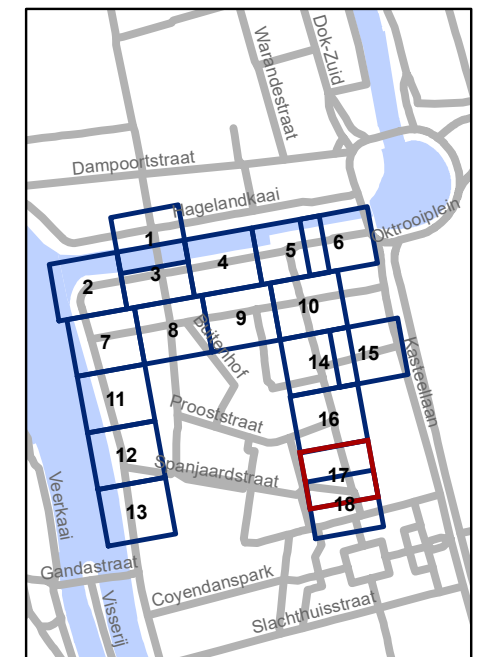 Dok-Zuid
Warandestraat
Dampoortstraat
Hagelandkaai
Oktrooiplein
1
2
3
4
5
6
7
8
9
10
Buitenhof
Kasteellaan
11
14
15
Prooststraat
16
12
Spanjaardstraat
17
13
18
Veerkaai
Gandastraat
Coyendanspark
Visserij
Slachthuisstraat